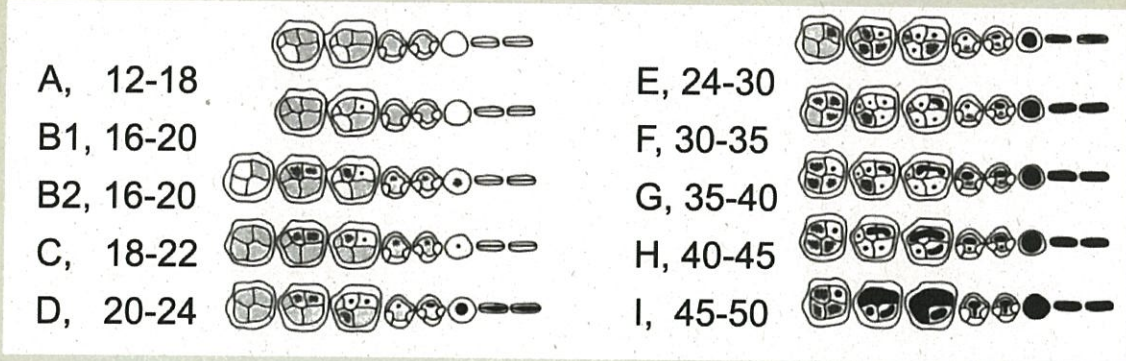 A, 12-18
B1, 16-20
B2, 16-20
C, 18-22
D, 20-24
E, 24-30
F, 30-35
G, 35-40
H, 40-45
I, 45-50